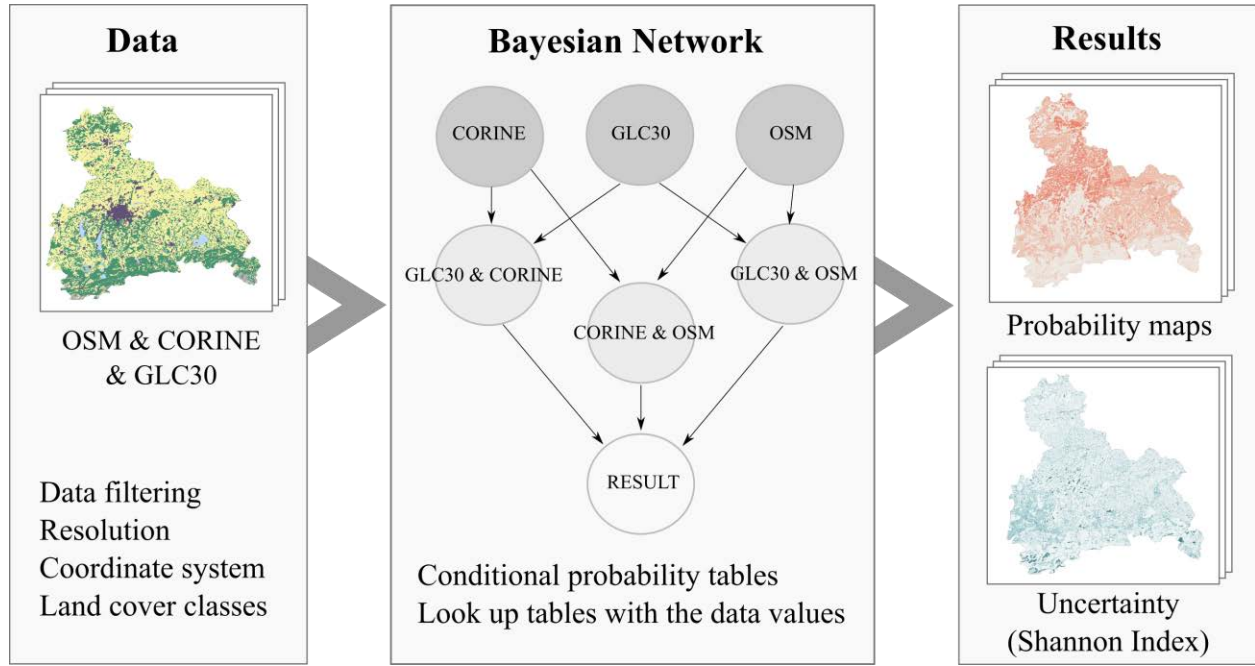 Data
OSM & CORINE
& GLC30
Data filtering
Resolution
Coordinate system
Land cover classes
Bayesian Network
CORINE
GLC30
OSM
GLC30 & CORINE
GLC30 & OSM
CORINE & OSM
RESULT
Conditional probability tables
Look up tables with the data values
Results
Probability maps
Uncertainty
(Shannon Index)